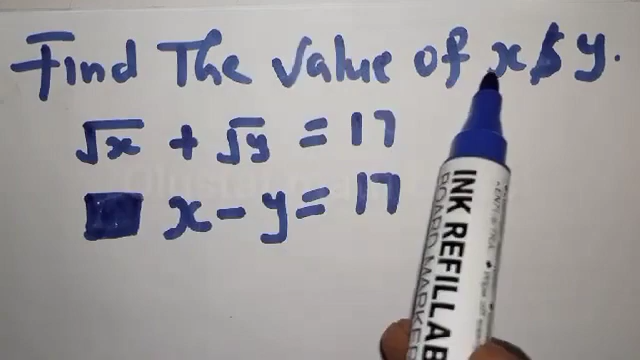 Find The Value of x & y.
√x + √y = 17
x - y = 17
INK REFILLAB
BOARD MARKER